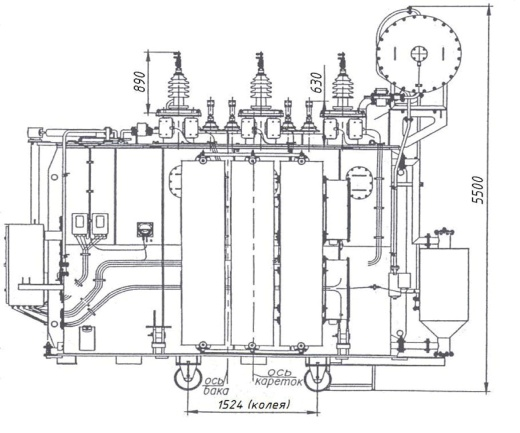 890
630
5500
ось
бака
ось
кареток
1524 (колея)